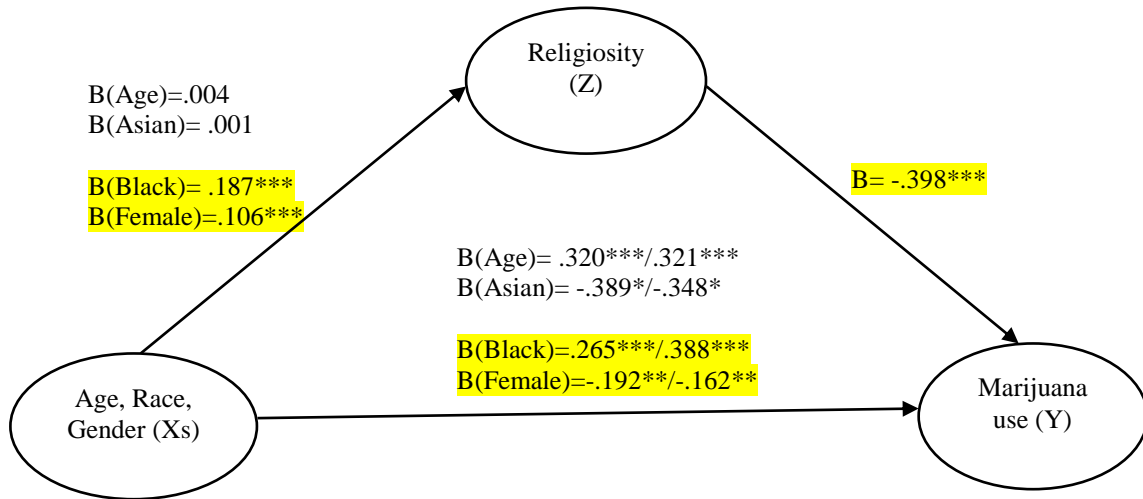 Religiosity
(Z)
B(Age)=.004
B(Asian)= .001
B(Black)= .187***
B(Female)=.106***
B= -.398***
B(Age)= .320***/.321***
B(Asian)= -.389*/-.348*
B(Black)=.265***/.388***
B(Female)=-.192**/-.162**
Age, Race,
Gender (Xs)
Marijuana
use (Y)